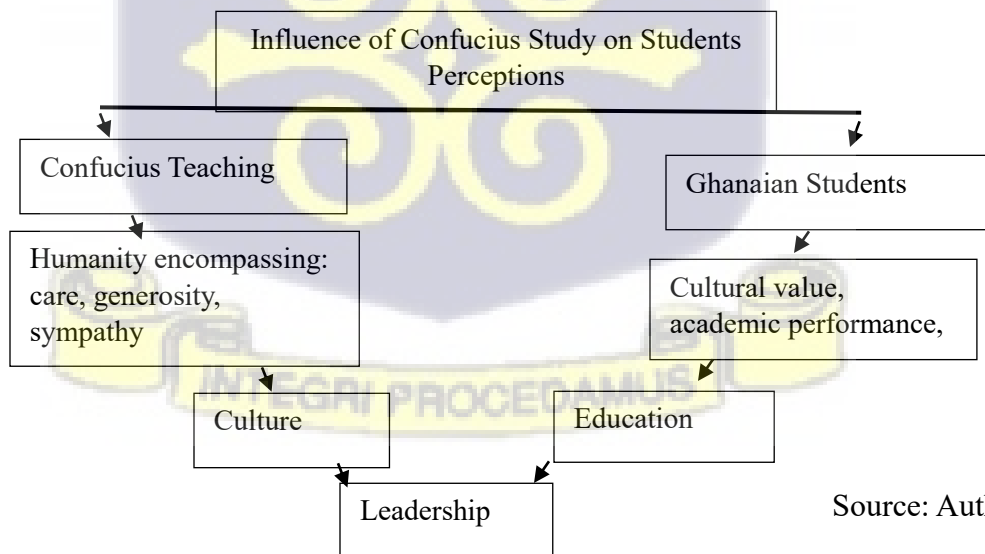 Influence of Confucius Study on Students
Perceptions
Confucius Teaching
Ghanaian Students
Humanity encompassing:
care, generosity,
sympathy
Cultural value,
academic performance,
INTEGRI PROCEDAMUS
Culture
Education
Leadership
Source: